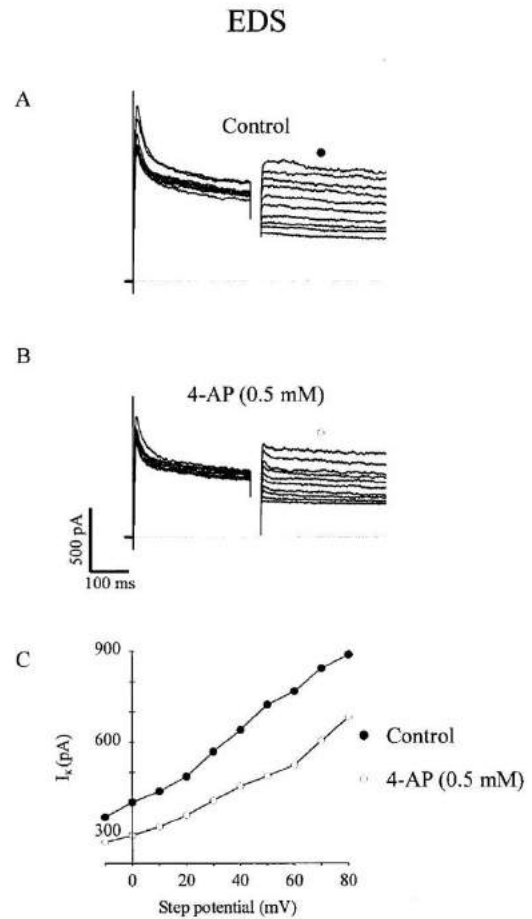 EDS
A
Control
B
4-AP (0.5 mM)
500 pA
100 ms
C
900
600
300
Iₖ(pA)
Control
4-AP (0.5 mM)
0 20 40 60 80
Step potential (mV)